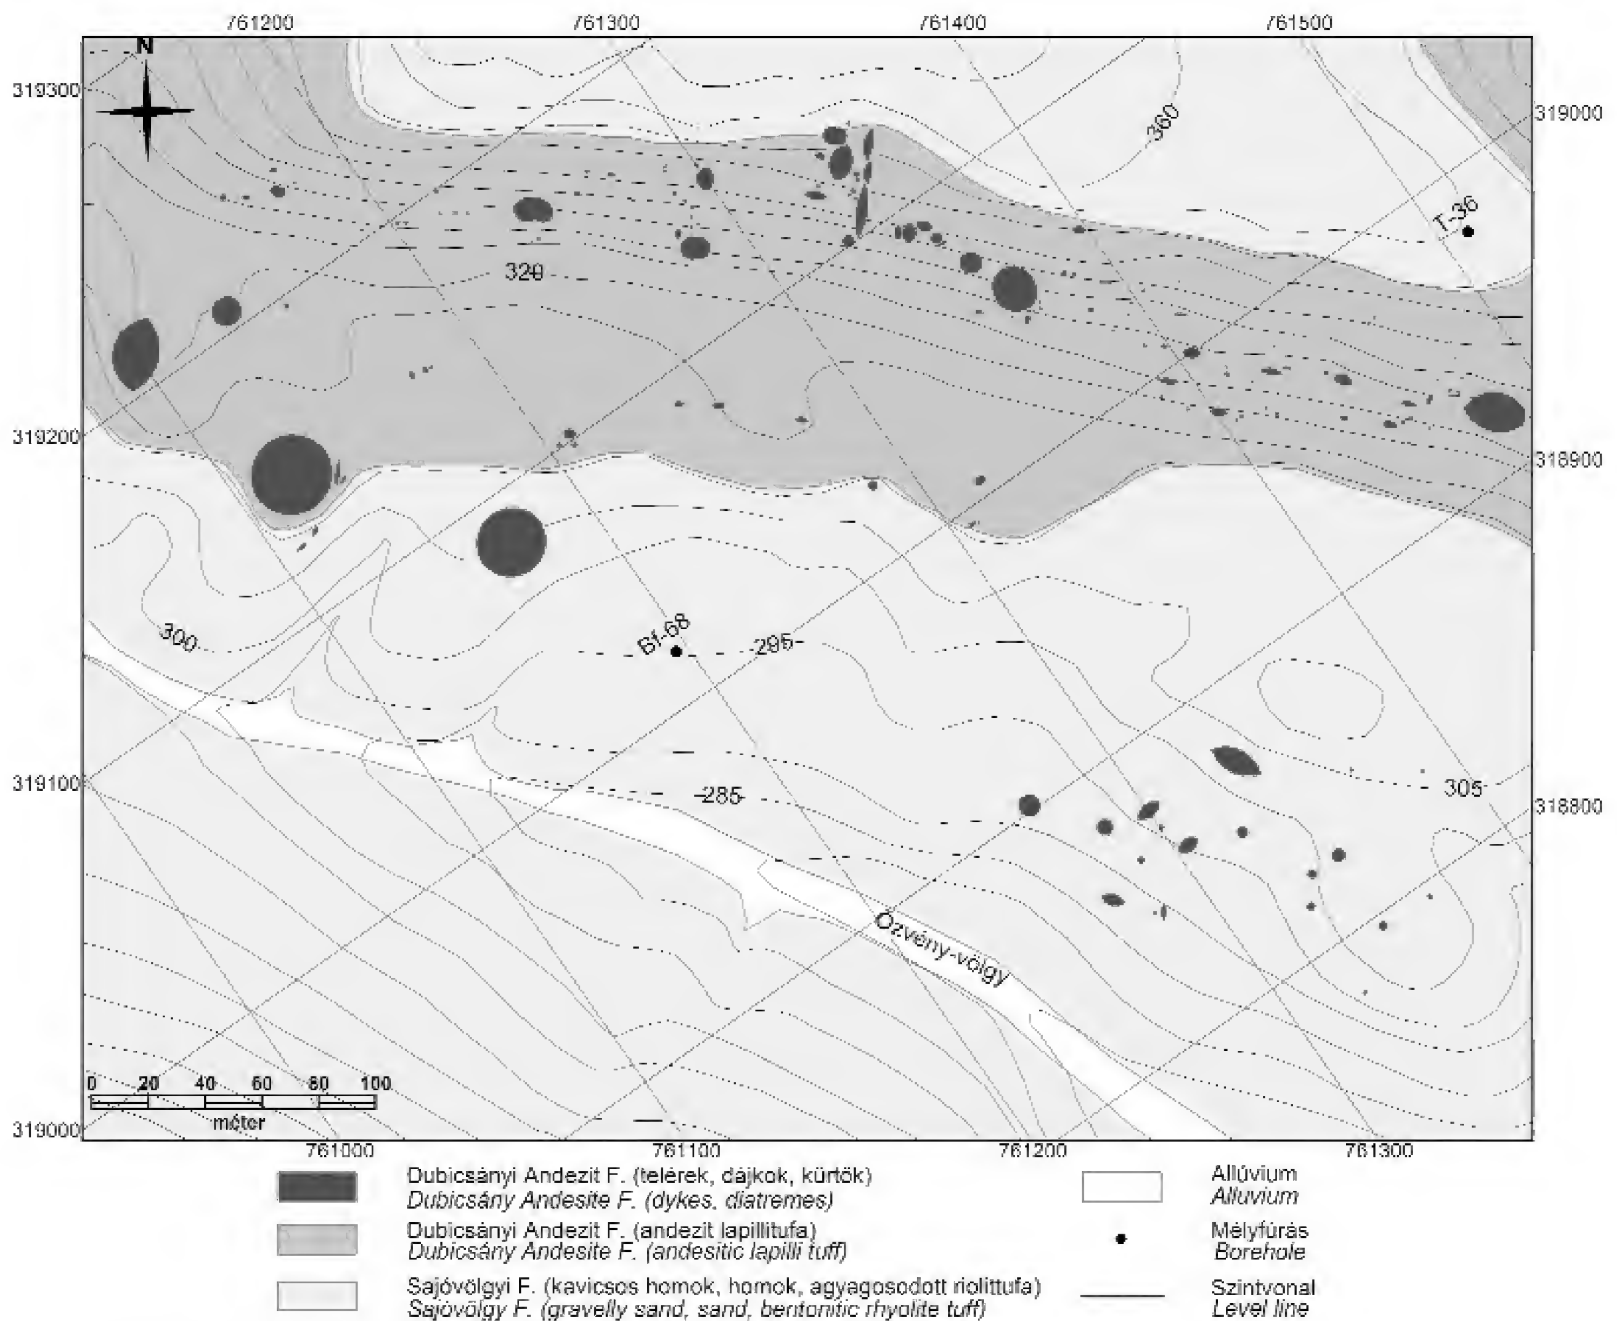 761200 761300 761400 761500
N
319300
319000
360
T-36
320
319200
318900
300
Bf-68
295
319100
285
305
318800
Özvény-völgy
0 20 40 60 80 100
méter
319000
761000 761100 761200 761300
Dubicsányi Andezit F. (telérek, dájkok, kürtők)
Dubicsány Andesite F. (dykes, diatremes)
Dubicsányi Andezit F. (andezit lapillitufa)
Dubicsány Andesite F. (andesitic lapilli tuff)
Sajóvölgyi F. (kavicsos homok, homok, agyagosodott riolittufa)
Sajóvölgy F. (gravelly sand, sand, bentonitic rhyolite tuff)
Allúvium
Alluvium
Mélyfúrás
Borehole
Szintvonal
Level line